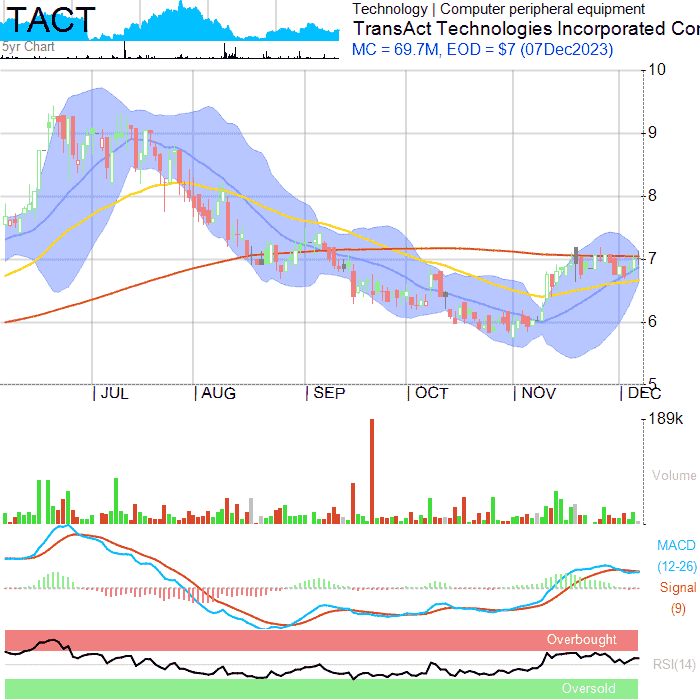 TACT
5yr Chart
Technology | Computer peripheral equipment
TransAct Technologies Incorporated Cor
MC = 69.7M, EOD = $7 (07Dec2023)
10
9
8
7
6
5
JUL
AUG
SEP
OCT
NOV
DEC
189k
Volume
MACD
(12-26)
Signal
(9)
Overbought
RSI(14)
Oversold